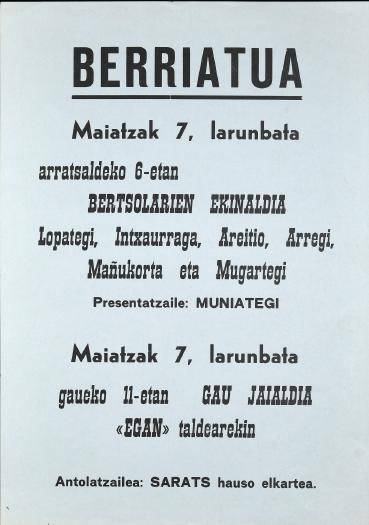 BERRIATUA
Maiatzak 7, larunbata
arratsaldeko 6-etan
BERTSOLARIEN EKINALDIA
Lopategi, Intxaurraga, Areitio, Arregi,
Mañukorta eta Mugartegi
Presentatzaile: MUNIATEGI
Maiatzak 7, larunbata
gaueko 11-etan GAU JAIALDIA
«EGAN» taldearekin
Antolatzailea: SARATS hauso elkartea.